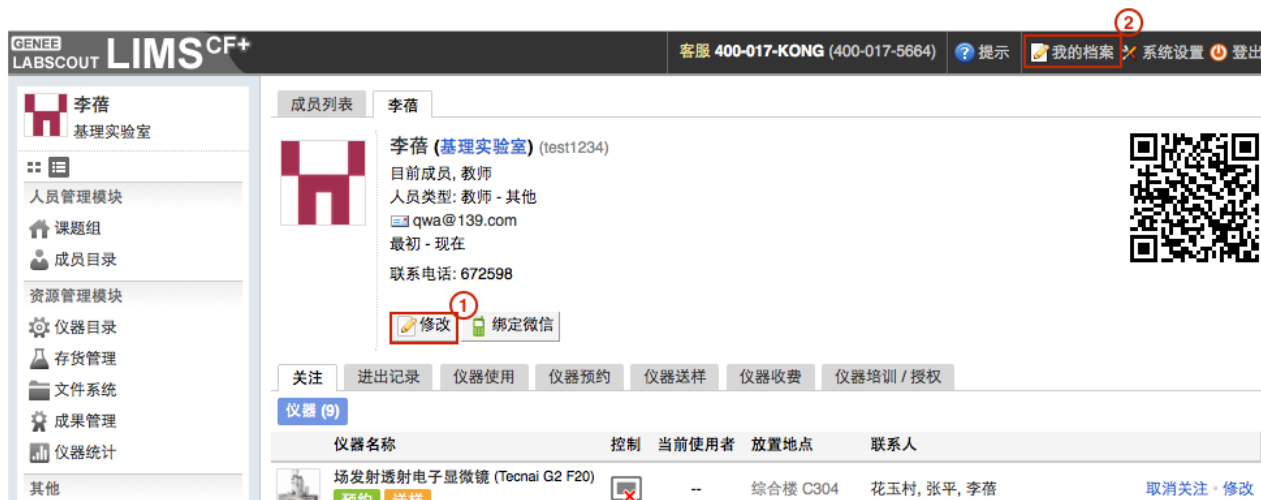 ②
GENEE
LABSCOUT LIMS CF+
客服 400-017-KONG (400-017-5664) 提示 我的档案 系统设置 登出
李蓓
基理实验室
成员列表 李蓓
李蓓 (基理实验室) (test1234)
目前成员, 教师
人员类型: 教师 - 其他
qwa@139.com
最初 - 现在
联系电话: 672598
①
修改 绑定微信
人员管理模块
课题组
成员目录
资源管理模块
仪器目录
存货管理
文件系统
成果管理
仪器统计
其他
关注 进出记录 仪器使用 仪器预约 仪器送样 仪器收费 仪器培训 / 授权
仪器 (9)
仪器名称 控制 当前使用者 放置地点 联系人
场发射透射电子显微镜 (Tecnai G2 F20)
预约 送样
-- 综合楼 C304 花玉村, 张平, 李蓓 取消关注 · 修改